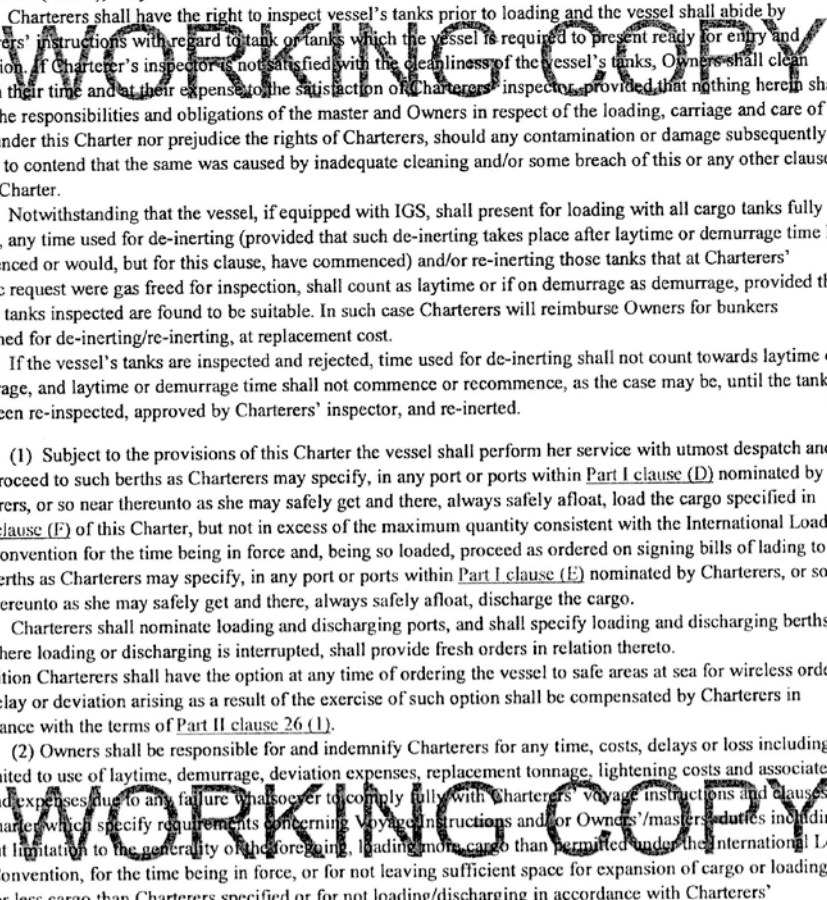 Charterers shall have the right to inspect vessel's tanks prior to loading and the vessel shall abide by
ers' instructions with regard to tank or tanks which the vessel is required to present ready for entry and
ion. If Charterer's inspector is not satisfied with the cleanliness of the vessel's tanks, Owners shall clean
their time and at their expense to the satisfaction of Charterers' inspector, provided that nothing herein sh
WORKING COPY
he responsibilities and obligations of the master and Owners in respect of the loading, carriage and care of
nder this Charter nor prejudice the rights of Charterers, should any contamination or damage subsequently
to contend that the same was caused by inadequate cleaning and/or some breach of this or any other clause
Charter.
Notwithstanding that the vessel, if equipped with IGS, shall present for loading with all cargo tanks fully
, any time used for de-inerting (provided that such de-inerting takes place after laytime or demurrage time
enced or would, but for this clause, have commenced) and/or re-inerting those tanks that at Charterers'
c request were gas freed for inspection, shall count as laytime or if on demurrage as demurrage, provided th
tanks inspected are found to be suitable. In such case Charterers will reimburse Owners for bunkers
ned for de-inerting/re-inerting, at replacement cost.
If the vessel's tanks are inspected and rejected, time used for de-inerting shall not count towards laytime
rage, and laytime or demurrage time shall not commence or recommence, as the case may be, until the tank
een re-inspected, approved by Charterers' inspector, and re-inerted.
(1) Subject to the provisions of this Charter the vessel shall perform her service with utmost despatch and
roceed to such berths as Charterers may specify, in any port or ports within Part I clause (D) nominated by
rers, or so near thereunto as she may safely get and there, always safely afloat, load the cargo specified in
clause (F) of this Charter, but not in excess of the maximum quantity consistent with the International Load
onvention for the time being in force and, being so loaded, proceed as ordered on signing bills of lading to
erths as Charterers may specify, in any port or ports within Part I clause (E) nominated by Charterers, or so
ereunto as she may safely get and there, always safely afloat, discharge the cargo.
Charterers shall nominate loading and discharging ports, and shall specify loading and discharging berths
here loading or discharging is interrupted, shall provide fresh orders in relation thereto.
ition Charterers shall have the option at any time of ordering the vessel to safe areas at sea for wireless orde
elay or deviation arising as a result of the exercise of such option shall be compensated by Charterers in
ance with the terms of Part II clause 26 (1).
(2) Owners shall be responsible for and indemnify Charterers for any time, costs, delays or loss including
ited to use of laytime, demurrage, deviation expenses, replacement tonnage, lightening costs and associate
d expenses due to any failure whatsoever to comply fully with Charterers' voyage instructions and clauses
harter which specify requirements concerning Voyage Instructions and/or Owners'/masters' duties includin
t limitation to the generality of the foregoing, loading more cargo than permitted under the International L
WORKING COPY
onvention, for the time being in force, or for not leaving sufficient space for expansion of cargo or loading
r less cargo than Charterers specified or for not loading/discharging in accordance with Charterers'